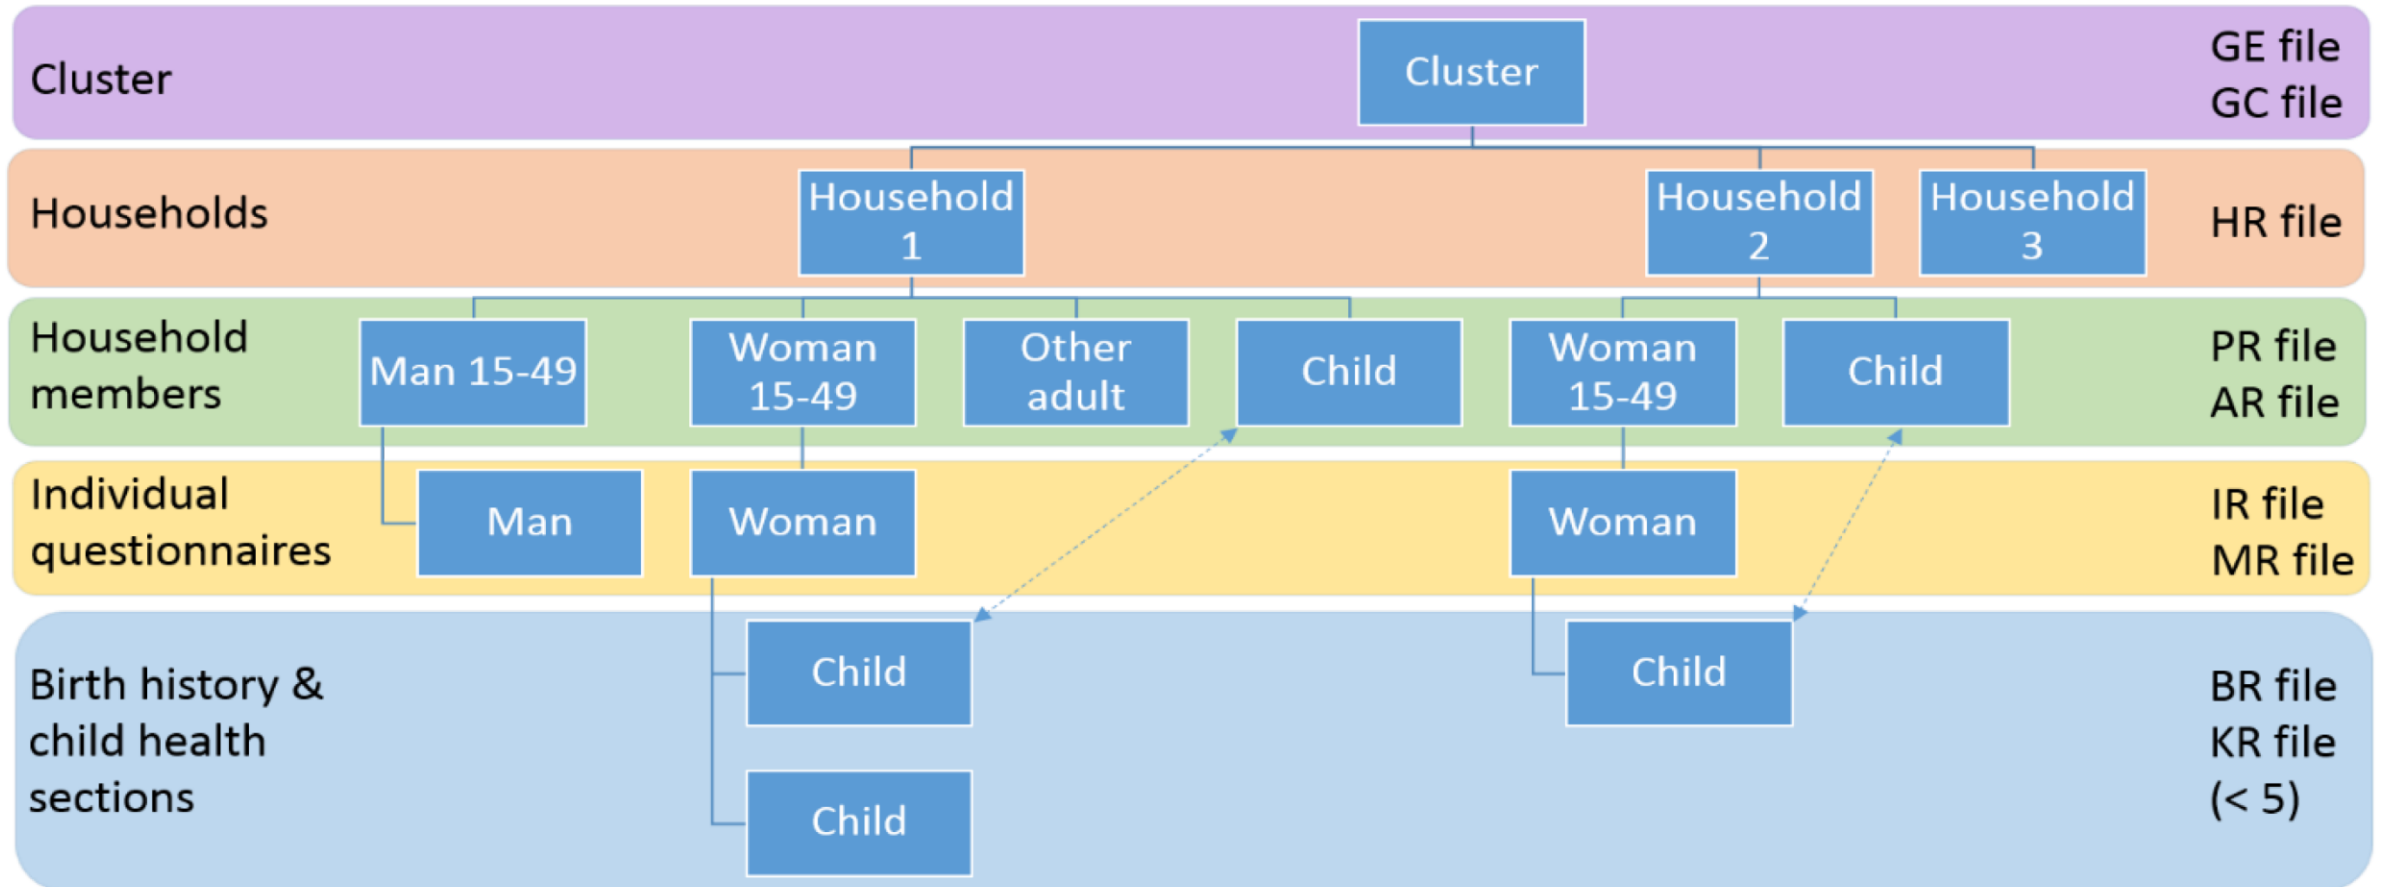 Cluster
Cluster
GE file
GC file
Households
Household
1
Household
2
Household
3
HR file
Household
members
Man 15-49
Woman
15-49
Other
adult
Child
Woman
15-49
Child
PR file
AR file
Individual
questionnaires
Man
Woman
Woman
IR file
MR file
Birth history &
child health
sections
Child
Child
Child
BR file
KR file
(< 5)